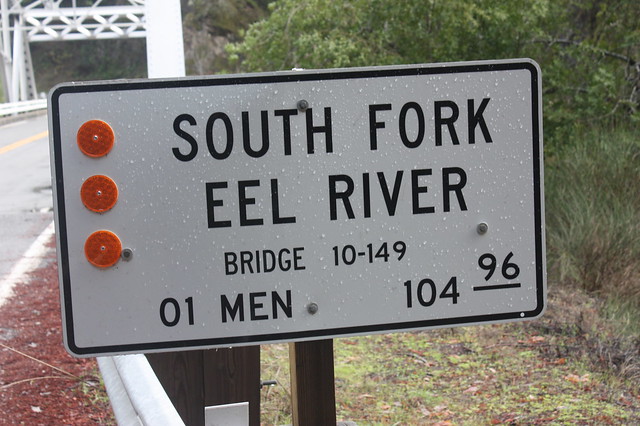 SOUTH FORK
EEL RIVER
BRIDGE 10-149
01 MEN 104 96